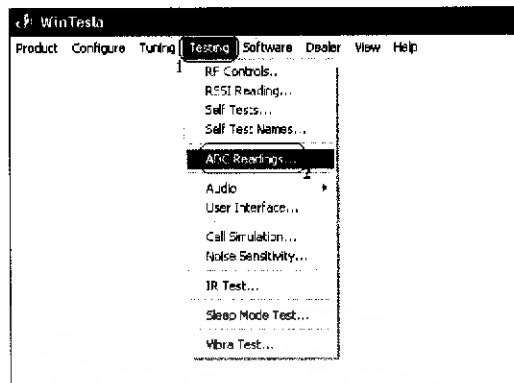 WinTesla
Product Configure Tuning Testing Software Dealer View Help
1
RF Controls..
RSSI Reading...
Self Tests...
Self Test Names...
ADC Readings...
2
Audio
User Interface...
Call Simulation...
Noise Sensitivity...
IR Test...
Sleep Mode Test...
Vibra Test...